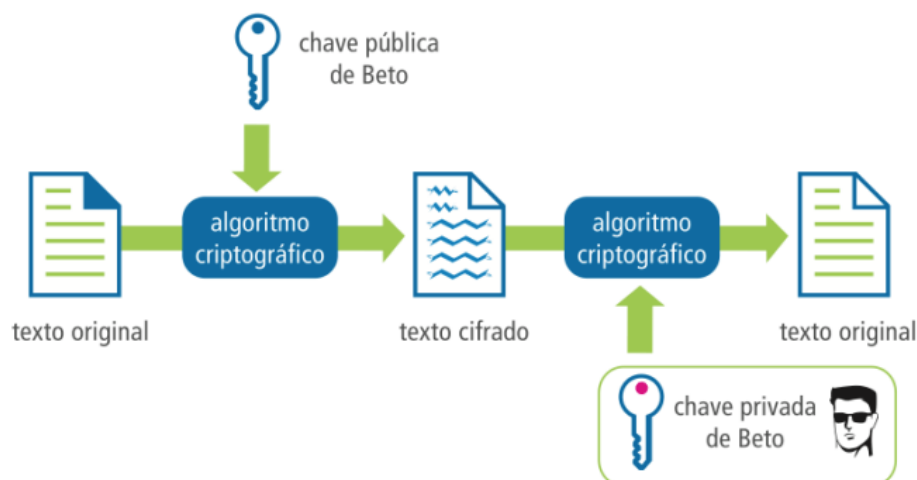 chave pública
de Beto
algoritmo
criptográfico
algoritmo
criptográfico
texto original
texto cifrado
texto original
chave privada
de Beto